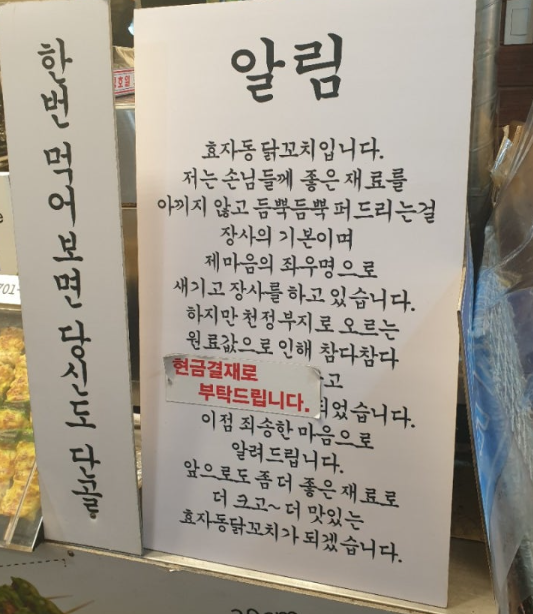 한번 먹어보면 당신도 단골
알림
효자동 닭꼬치입니다.
저는 손님들께 좋은 재료를
아끼지 않고 듬뿍듬뿍 퍼드리는걸
장사의 기본이며
제마음의 좌우명으로
새기고 장사를 하고 있습니다.
하지만 천정부지로 오르는
원료값으로 인해 참다참다
고
현금결재로
부탁드립니다.
되었습니다.
이점 죄송한 마음으로
알려드립니다.
앞으로도 좀 더 좋은 재료로
더 크고~ 더 맛있는
효자동닭꼬치가 되겠습니다.